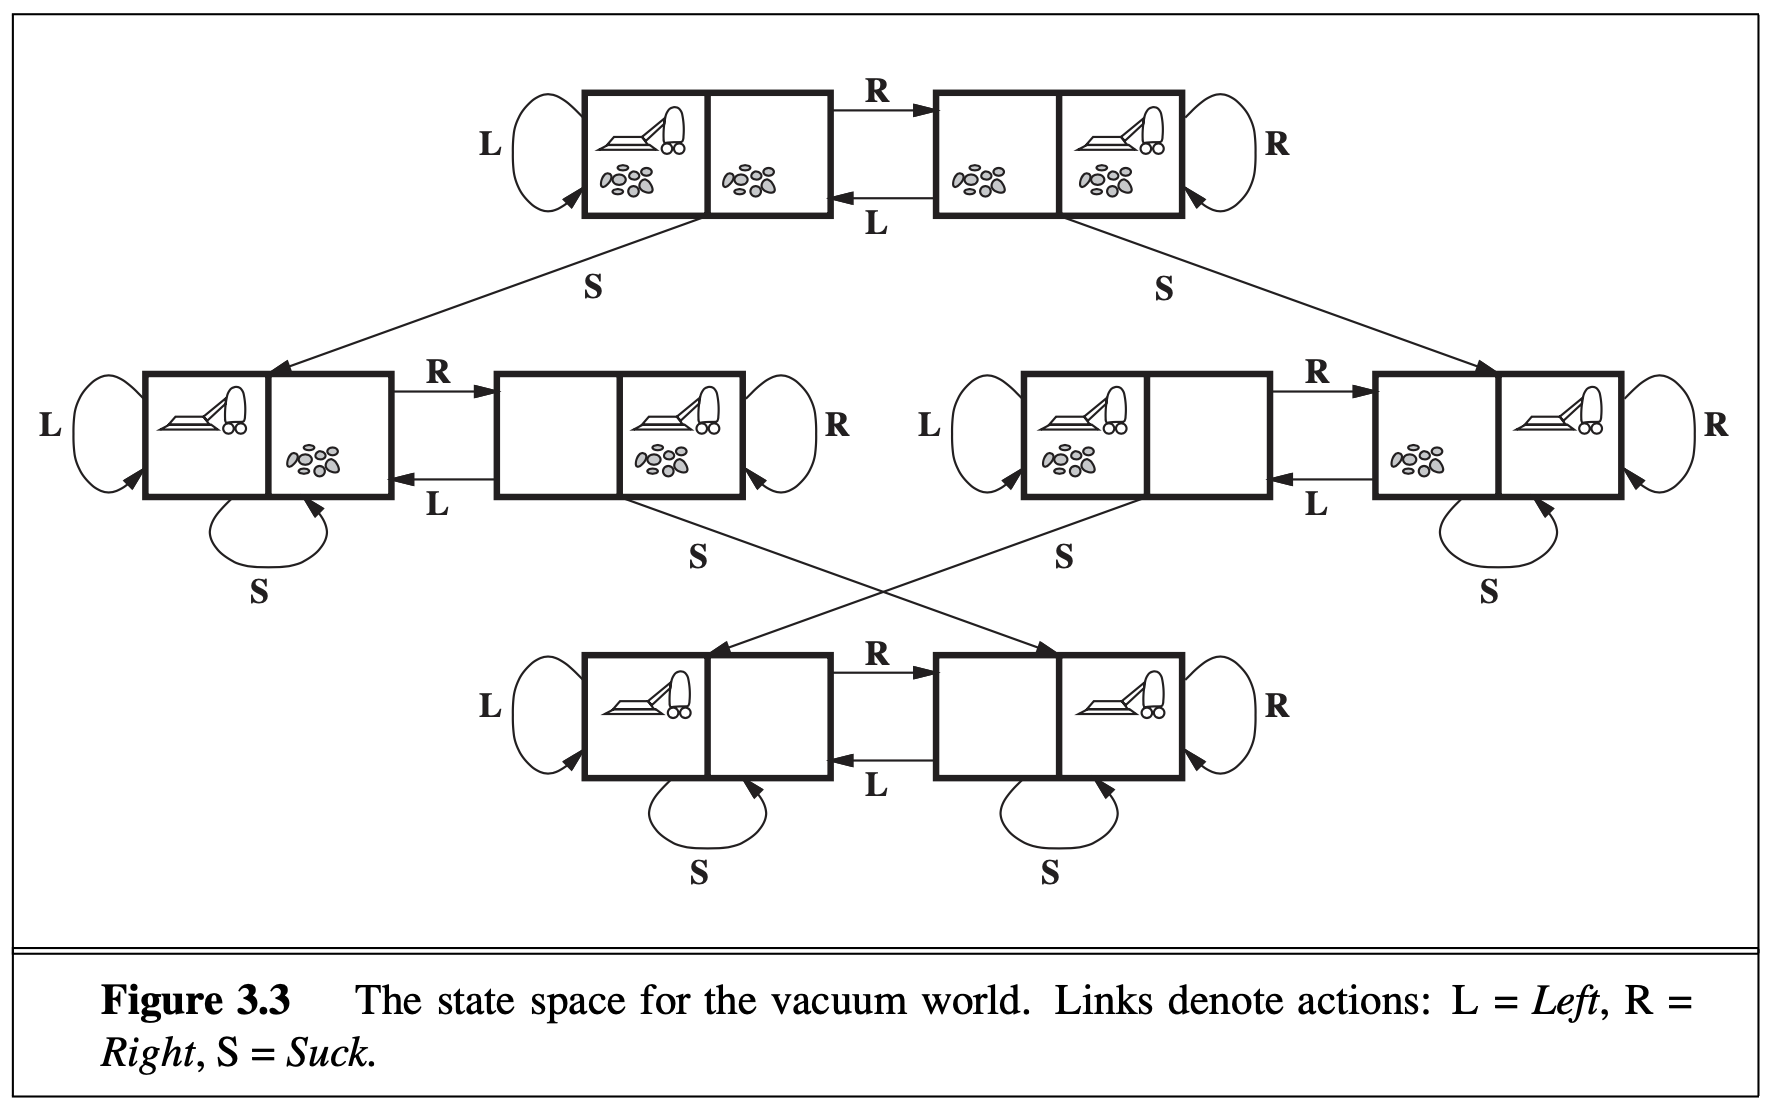 L R R
L
S S
L R R L R R
L L
S S S S
L R R
L
S S
Figure 3.3 The state space for the vacuum world. Links denote actions: L = Left, R =
Right, S = Suck.